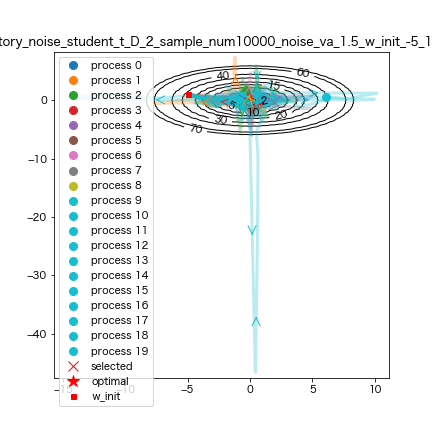 tory_noise_student_t_D_2_sample_num10000_noise_va_1.5_w_init_-5_1
process 0
process 1
process 2
process 3
process 4
process 5
process 6
process 7
process 8
process 9
process 10
process 11
process 12
process 13
process 14
process 15
process 16
process 17
process 18
process 19
selected
optimal
w_init
0
−10
−20
−30
−40
−5
0
5
10
40
60
15
30
20
10
70
5
2